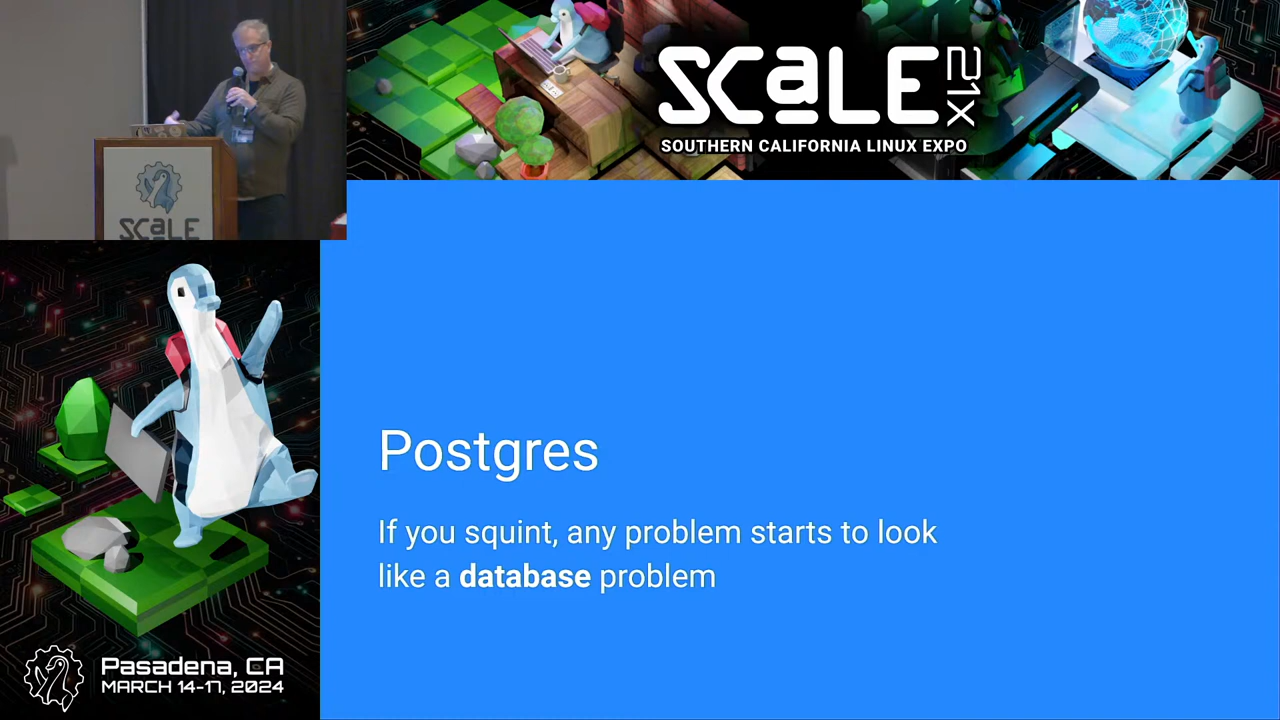 SCALE
21X
SOUTHERN CALIFORNIA LINUX EXPO
SCALE
Postgres
If you squint, any problem starts to look
like a database problem
Pasadena, CA
MARCH 14-17, 2024